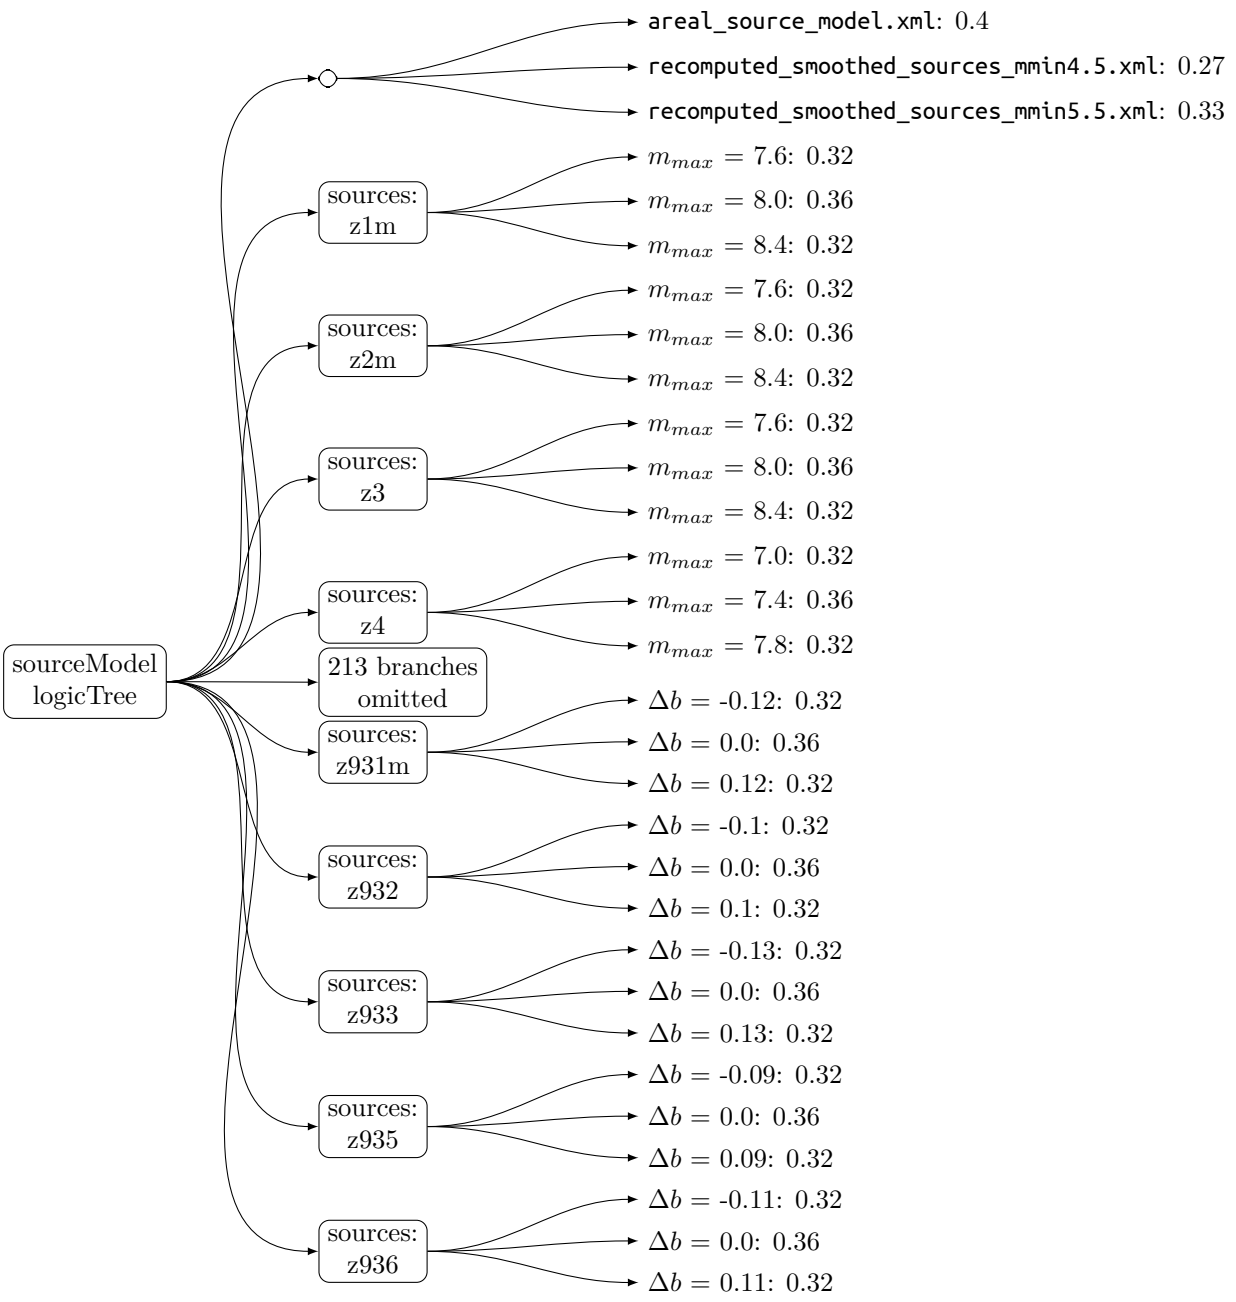 areal_source_model.xml: 0.4
recomputed_smoothed_sources_mmin4.5.xml: 0.27
recomputed_smoothed_sources_mmin5.5.xml: 0.33
m_max = 7.6: 0.32
sources:
z1m
m_max = 8.0: 0.36
m_max = 8.4: 0.32
m_max = 7.6: 0.32
sources:
z2m
m_max = 8.0: 0.36
m_max = 8.4: 0.32
m_max = 7.6: 0.32
sources:
z3
m_max = 8.0: 0.36
m_max = 8.4: 0.32
m_max = 7.0: 0.32
sources:
z4
m_max = 7.4: 0.36
m_max = 7.8: 0.32
sourceModel
logicTree
213 branches
omitted
Δb = -0.12: 0.32
sources:
z931m
Δb = 0.0: 0.36
Δb = 0.12: 0.32
Δb = -0.1: 0.32
sources:
z932
Δb = 0.0: 0.36
Δb = 0.1: 0.32
Δb = -0.13: 0.32
sources:
z933
Δb = 0.0: 0.36
Δb = 0.13: 0.32
Δb = -0.09: 0.32
sources:
z935
Δb = 0.0: 0.36
Δb = 0.09: 0.32
Δb = -0.11: 0.32
sources:
z936
Δb = 0.0: 0.36
Δb = 0.11: 0.32